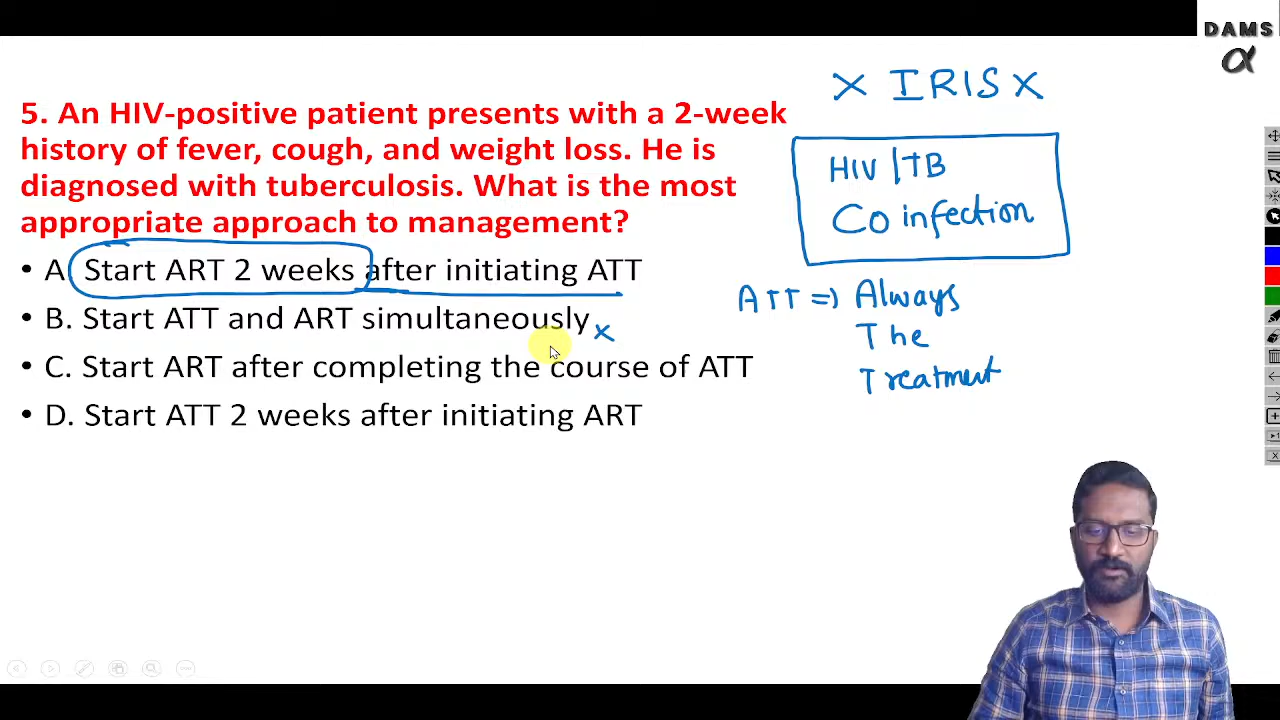 DAMS
α
x IRIS x
5. An HIV-positive patient presents with a 2-week
history of fever, cough, and weight loss. He is
diagnosed with tuberculosis. What is the most
appropriate approach to management?
HIV/TB
Coinfection
• A. Start ART 2 weeks after initiating ATT
• B. Start ATT and ART simultaneously x
• C. Start ART after completing the course of ATT
• D. Start ATT 2 weeks after initiating ART
ATT => Always
The
Treatment